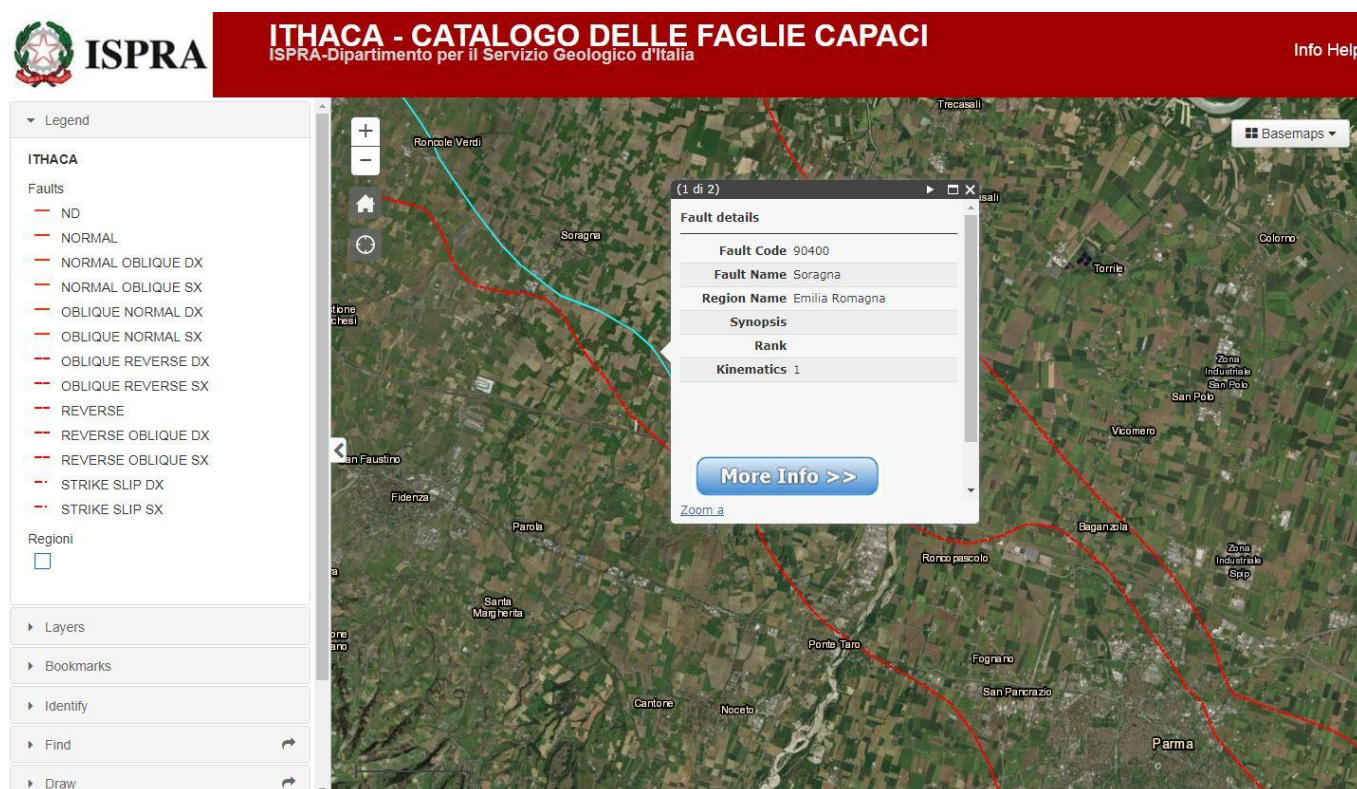 ISPRA
ITHACA - CATALOGO DELLE FAGLIE CAPACI
ISPRA-Dipartimento per il Servizio Geologico d'Italia
Info Help
Legend
ITHACA
Faults
ND
NORMAL
NORMAL OBLIQUE DX
NORMAL OBLIQUE SX
OBLIQUE NORMAL DX
OBLIQUE NORMAL SX
OBLIQUE REVERSE DX
OBLIQUE REVERSE SX
REVERSE
REVERSE OBLIQUE DX
REVERSE OBLIQUE SX
STRIKE SLIP DX
STRIKE SLIP SX
Regioni
Layers
Bookmarks
Identify
Find
Draw
+
−
Basemaps
Trecasali
Roncole Verdi
Soragna
Colorno
Torrile
Zona
Industriale
San Polo
San Polo
Vicomero
Fidenza
Parola
Baganzola
Roncopascolo
Zona
Industriale
Spip
Santa
Margherita
Ponte Taro
Fognano
San Pancrazio
Cantone
Noceto
Parma
(1 di 2)
Fault details
Fault Code 90400
Fault Name Soragna
Region Name Emilia Romagna
Synopsis
Rank
Kinematics 1
More Info >>
Zoom a